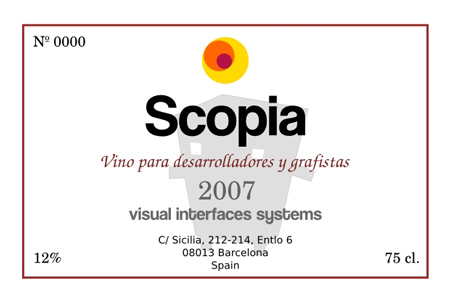 Nº 0000
Scopia
Vino para desarrolladores y grafistas
2007
visual interfaces systems
C/ Sicilia, 212-214, Entlo 6
08013 Barcelona
Spain
12%
75 cl.